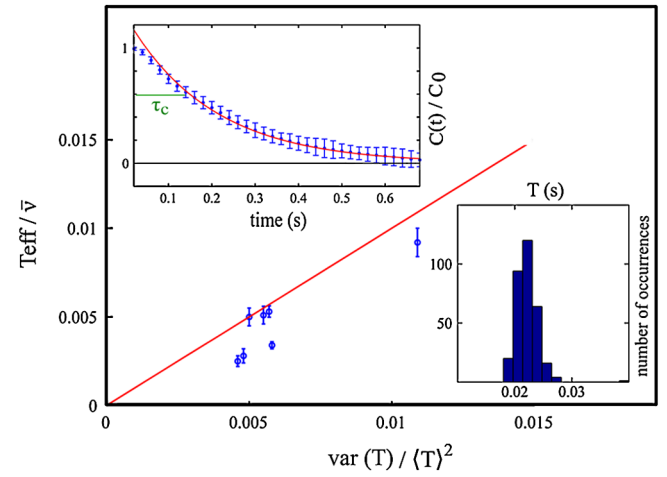 1
0
τc
0.1 0.2 0.3 0.4 0.5 0.6
time (s)
C(t) / C0
T (s)
100
50
0.02 0.03
number of occurrences
0.015
0.01
0.005
0
Teff / ν̄
0 0.005 0.01 0.015
var (T) / ⟨T⟩²